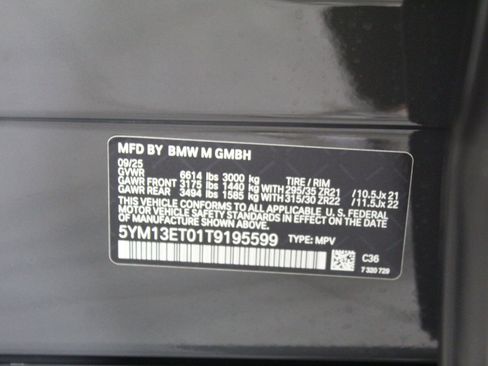 MFD BY BMW M GMBH
09/25
GVWR 6614 lbs 3000 kg TIRE / RIM
GAWR FRONT 3175 lbs 1440 kg 295/35 ZR21 /10.5Jx 21
GAWR REAR 3494 lbs 1585 kg 315/30 ZR22 /11.5Jx 22
THIS VEHICLE CONFORMS TO ALL APPLICABLE U.S. FEDERAL
MOTOR VEHICLE SAFETY STANDARDS IN EFFECT ON THE
DATE OF MANUFACTURE SHOWN ABOVE.
5YM13ET01T9195599 TYPE: MPV
C36
7 320 729